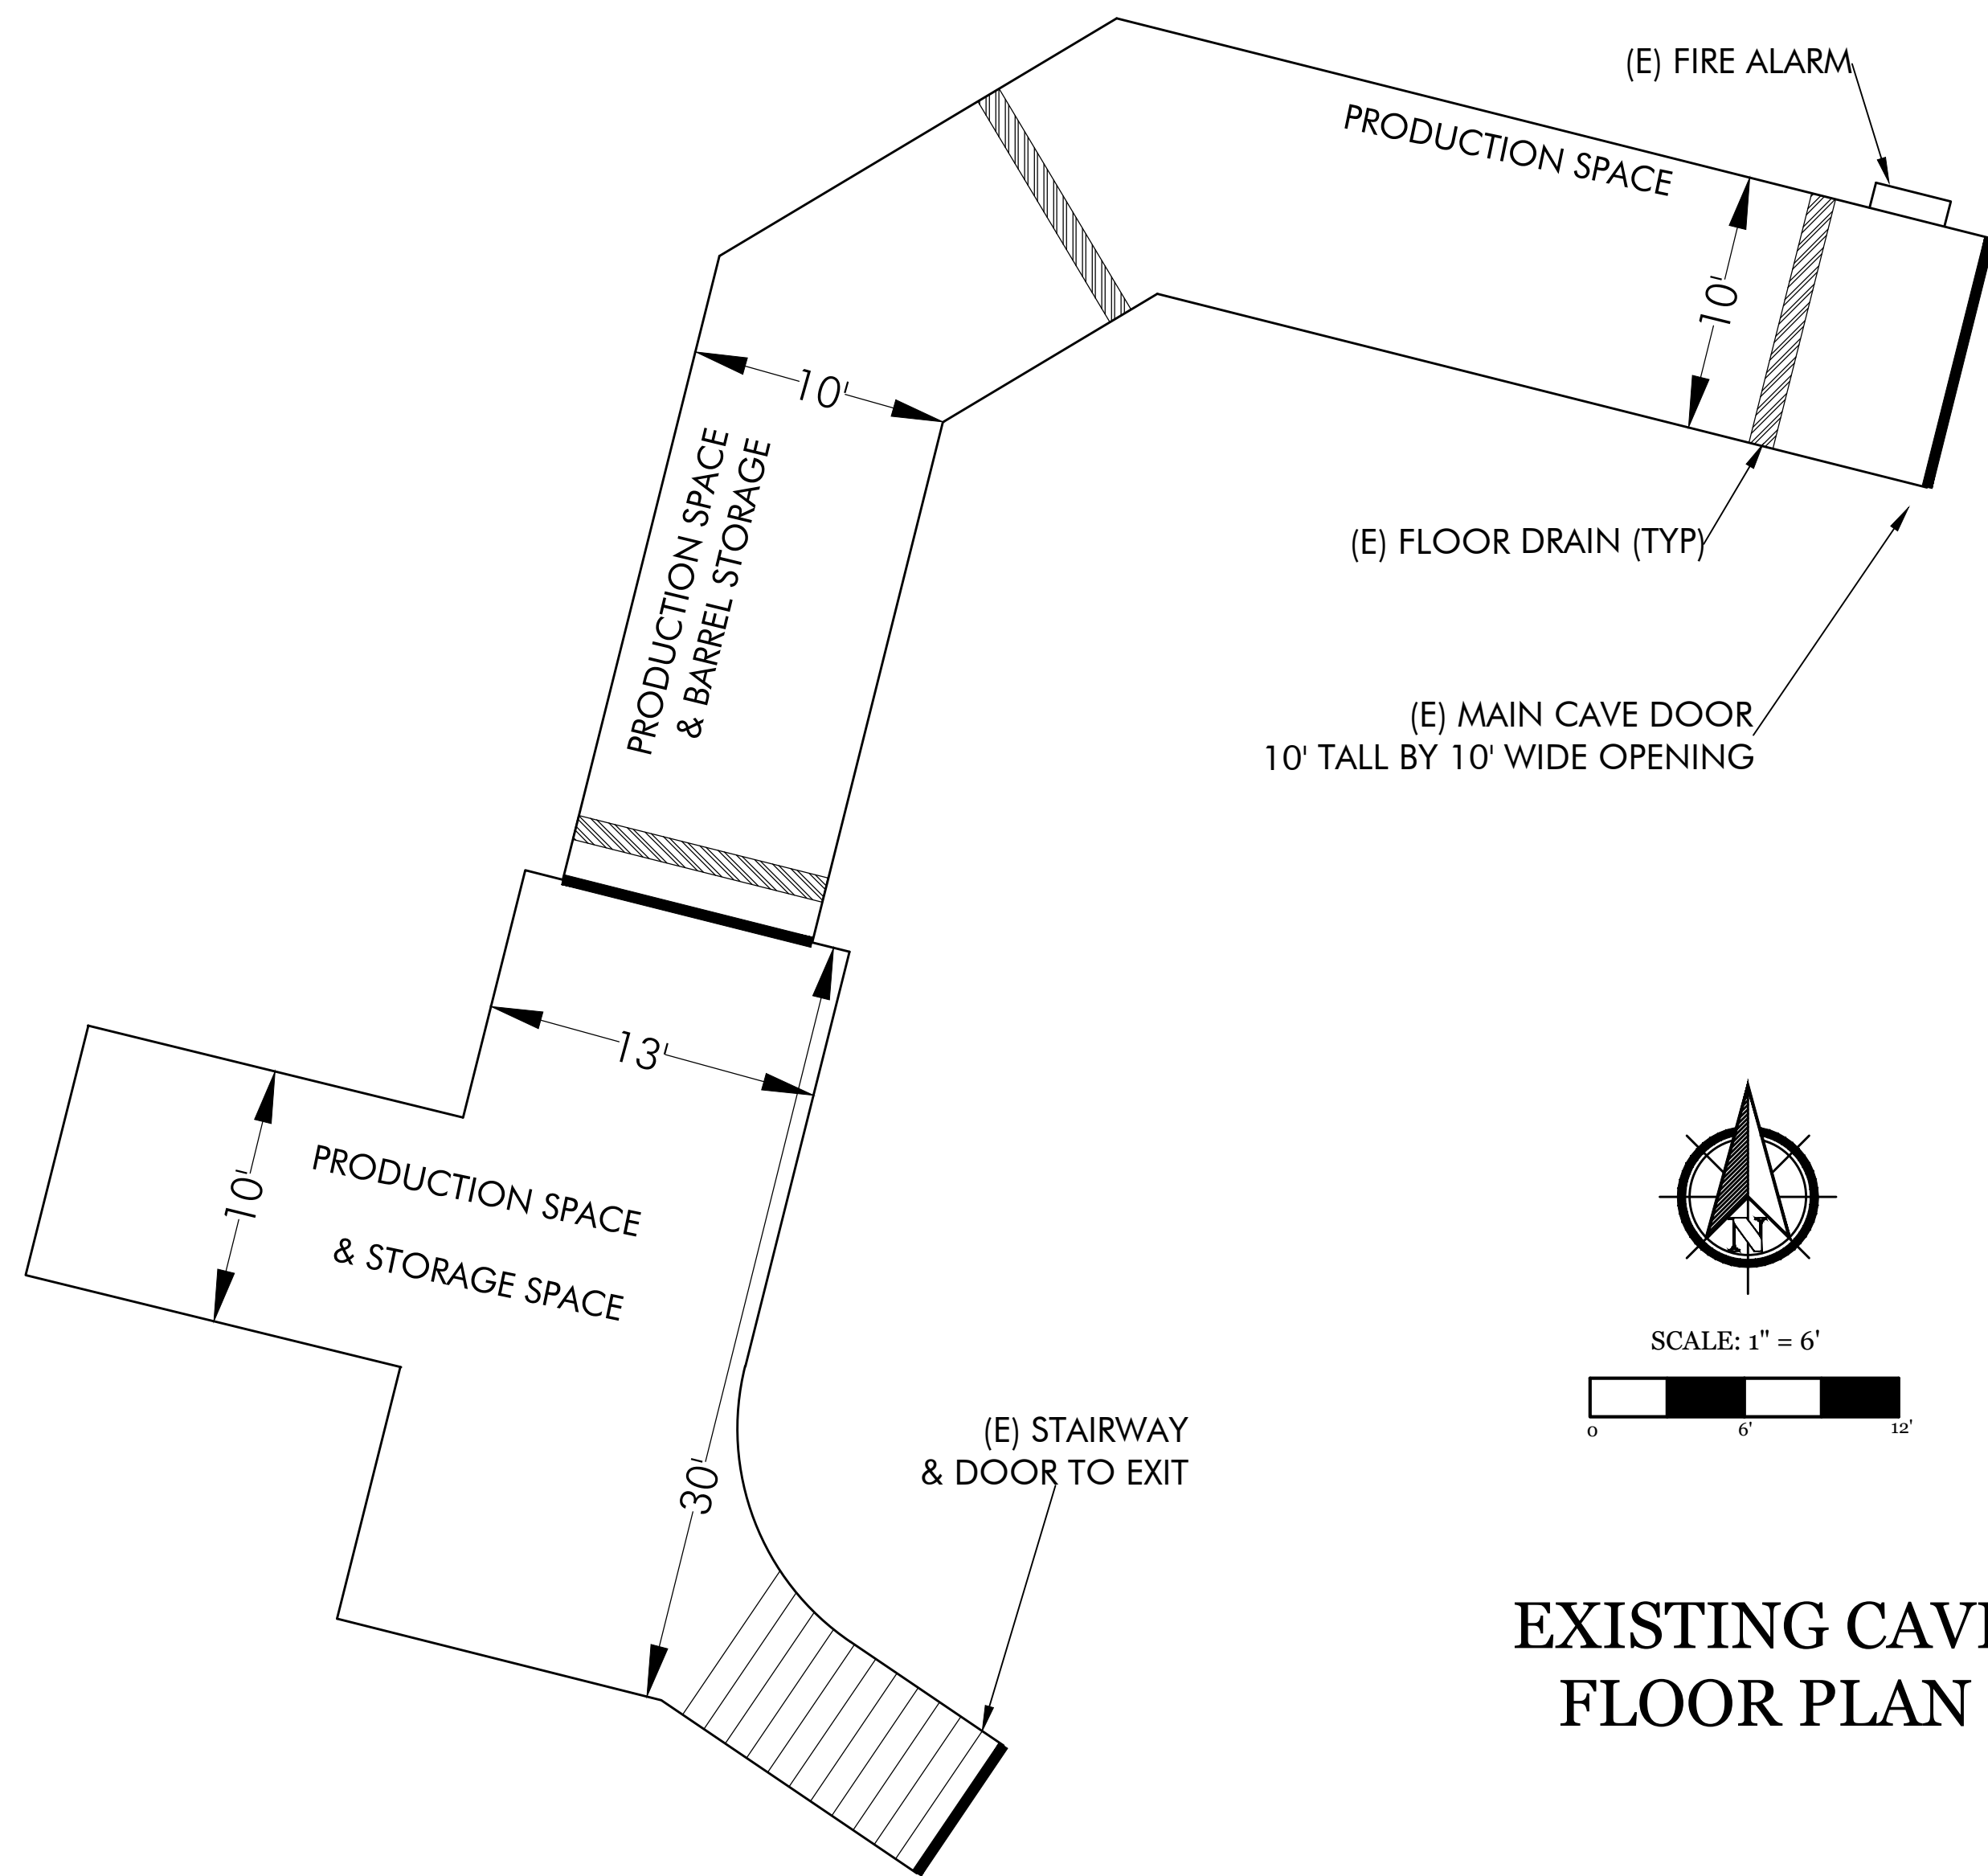 (E) FIRE ALARM
PRODUCTION SPACE
10'
10'
PRODUCTION SPACE
& BARREL STORAGE
(E) FLOOR DRAIN (TYP)
(E) MAIN CAVE DOOR
10' TALL BY 10' WIDE OPENING
13'
10'
PRODUCTION SPACE
& STORAGE SPACE
N
SCALE: 1" = 6'
0 6' 12'
30'
(E) STAIRWAY
& DOOR TO EXIT
EXISTING CAVE
FLOOR PLAN